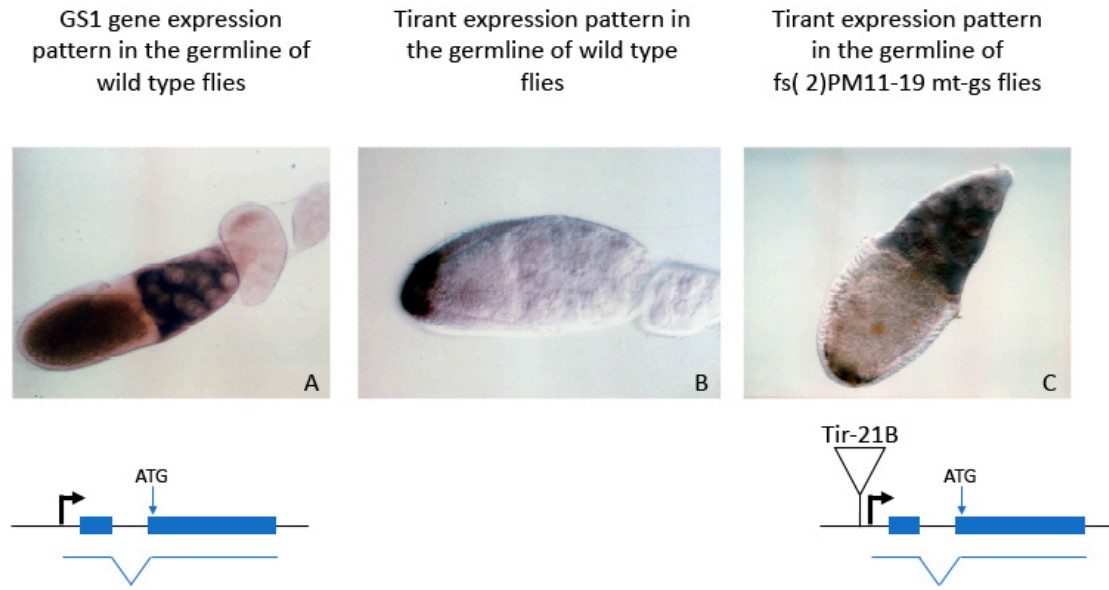 GS1 gene expression
pattern in the germline of
wild type flies
Tirant expression pattern in
the germline of wild type
flies
Tirant expression pattern
in the germline of
fs( 2)PM11-19 mt-gs flies
A
B
C
Tir-21B
ATG
ATG